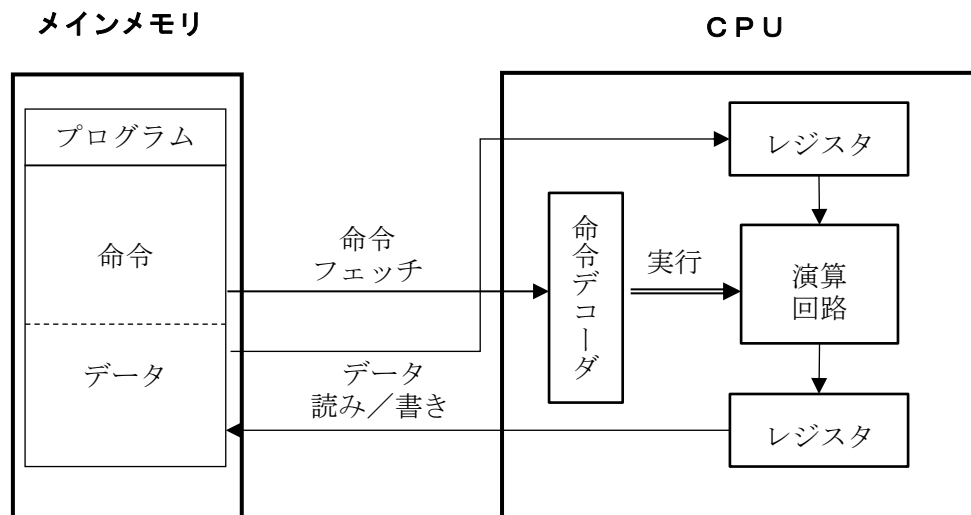 メインメモリ
ＣＰＵ
プログラム
命令
データ
命令
フェッチ
データ
読み／書き
命令デコーダ
実行
レジスタ
演算
回路
レジスタ